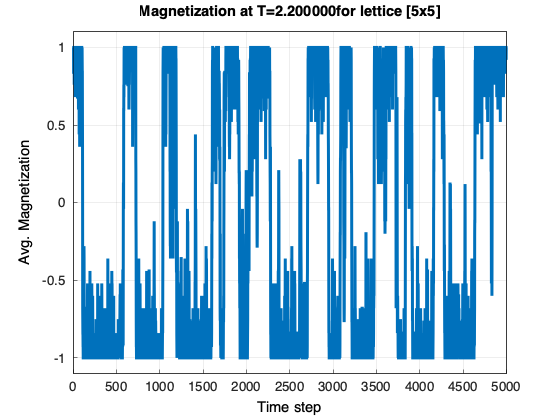 Magnetization at T=2.200000for lettice [5x5]
1
0.5
0
-0.5
-1
Avg. Magnetization
0 500 1000 1500 2000 2500 3000 3500 4000 4500 5000
Time step